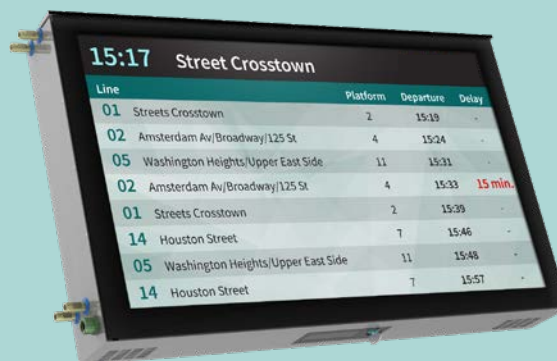 15:17 Street Crosstown
Line Platform Departure Delay
01 Streets Crosstown 2 15:19 -
02 Amsterdam Av/Broadway/125 St 4 15:24 -
05 Washington Heights/Upper East Side 11 15:31 -
02 Amsterdam Av/Broadway/125 St 4 15:33 15 min.
01 Streets Crosstown 2 15:39 -
14 Houston Street 7 15:46 -
05 Washington Heights/Upper East Side 11 15:48 -
14 Houston Street 7 15:57 -